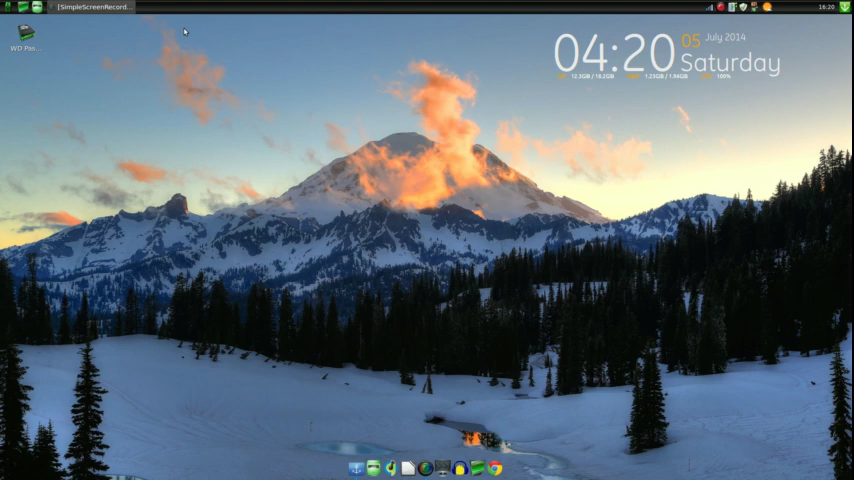 [SimpleScreenRecord...
16:20
WD Pas...
04:20
05 July 2014
Saturday
12.3GB / 18.2GB 1.23GB / 1.94GB 100%